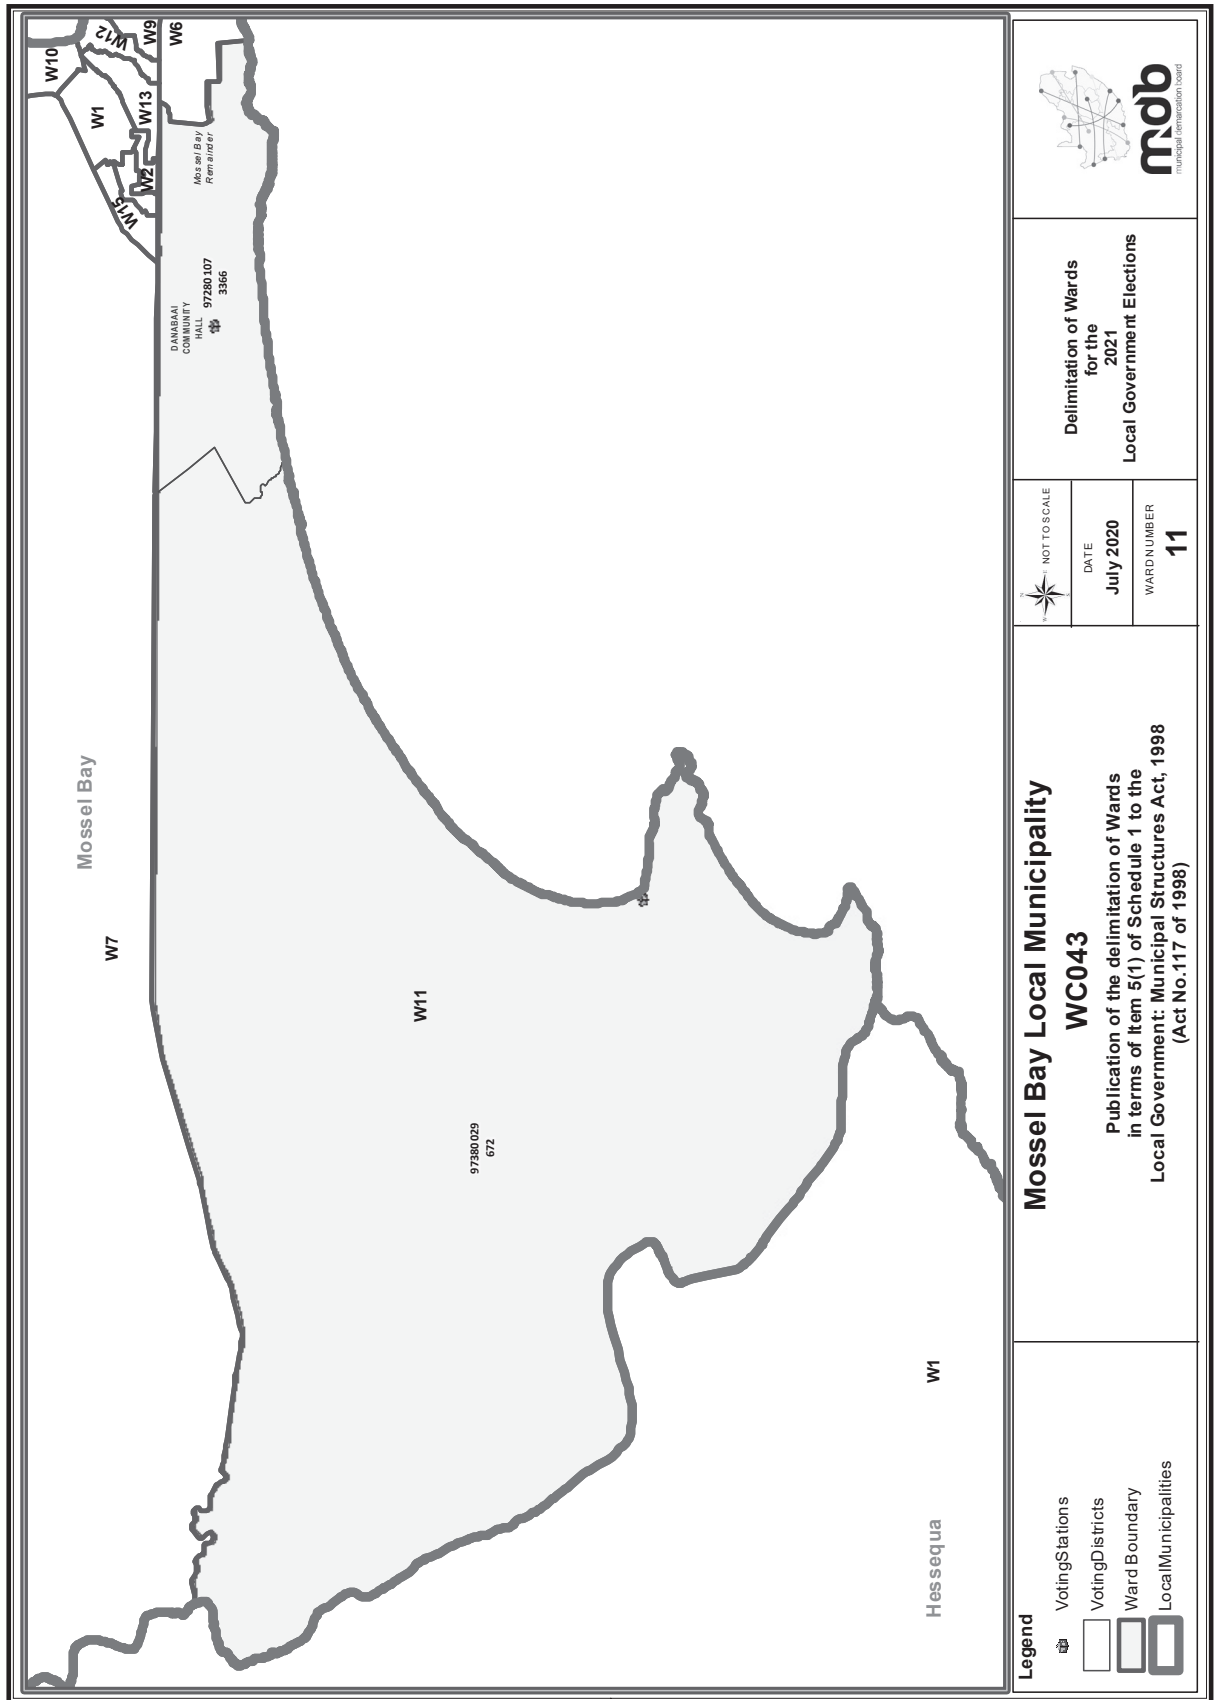 W10
W12
W9
W6
W1
W13
W2
W15
Mossel Bay
Remainder
DANABAAI
COMMUNITY
HALL
97280107
3366
Mossel Bay
W7
W11
97380029
672
W1
Hessequa
Legend
VotingStations
VotingDistricts
Ward Boundary
LocalMunicipalities
Mossel Bay Local Municipality
WC043
Publication of the delimitation of Wards
in terms of Item 5(1) of Schedule 1 to the
Local Government: Municipal Structures Act, 1998
(Act No.117 of 1998)
N
W E
S
NOT TO SCALE
DATE
July 2020
WARD NUMBER
11
Delimitation of Wards
for the
2021
Local Government Elections
mdb
municipal demarcation board